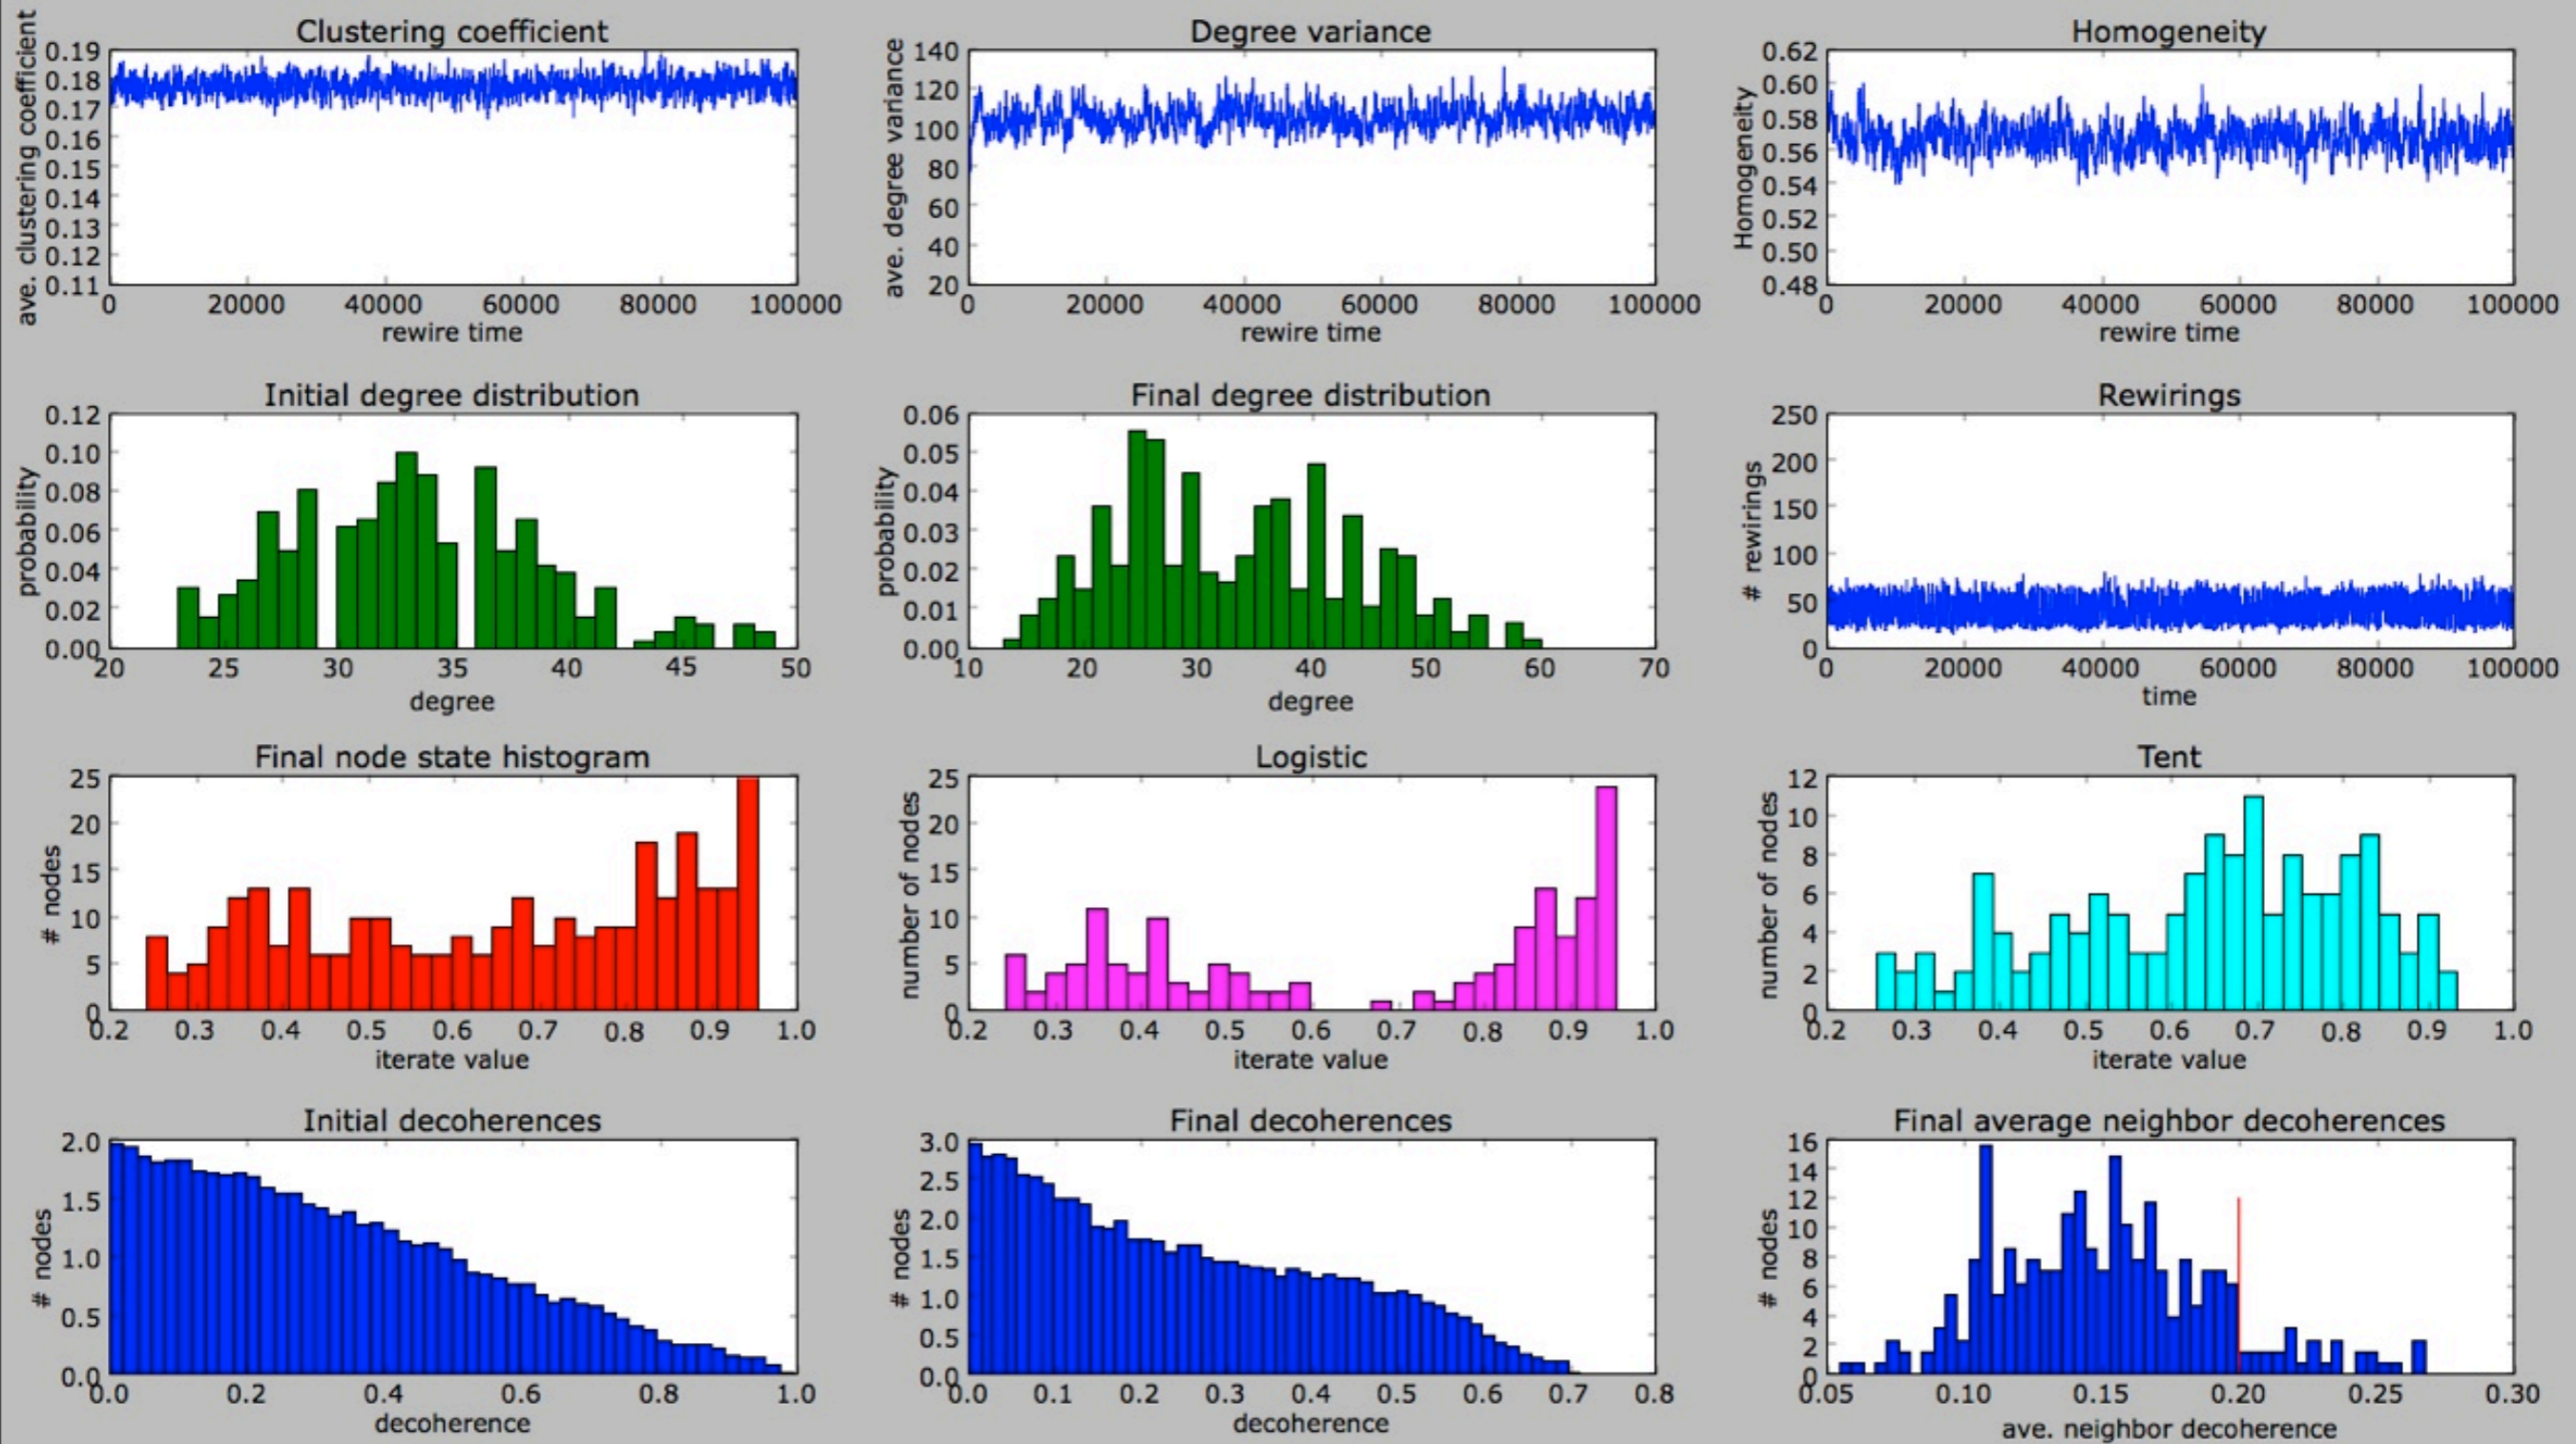 Clustering coefficient
ave. clustering coefficient
0.19
0.18
0.17
0.16
0.15
0.14
0.13
0.12
0.11
0 20000 40000 60000 80000 100000
rewire time
Degree variance
ave. degree variance
140
120
100
80
60
40
20
0 20000 40000 60000 80000 100000
rewire time
Homogeneity
Homogeneity
0.62
0.60
0.58
0.56
0.54
0.52
0.50
0.48
0 20000 40000 60000 80000 100000
rewire time
Initial degree distribution
probability
0.12
0.10
0.08
0.06
0.04
0.02
0.00
20 25 30 35 40 45 50
degree
Final degree distribution
probability
0.06
0.05
0.04
0.03
0.02
0.01
0.00
10 20 30 40 50 60 70
degree
Rewirings
# rewirings
250
200
150
100
50
0
0 20000 40000 60000 80000 100000
time
Final node state histogram
# nodes
25
20
15
10
5
0
0.2 0.3 0.4 0.5 0.6 0.7 0.8 0.9 1.0
iterate value
Logistic
number of nodes
25
20
15
10
5
0
0.2 0.3 0.4 0.5 0.6 0.7 0.8 0.9 1.0
iterate value
Tent
number of nodes
12
10
8
6
4
2
0
0.2 0.3 0.4 0.5 0.6 0.7 0.8 0.9 1.0
iterate value
Initial decoherences
# nodes
2.0
1.5
1.0
0.5
0.0
0.0 0.2 0.4 0.6 0.8 1.0
decoherence
Final decoherences
# nodes
3.0
2.5
2.0
1.5
1.0
0.5
0.0
0.0 0.1 0.2 0.3 0.4 0.5 0.6 0.7 0.8
decoherence
Final average neighbor decoherences
# nodes
16
14
12
10
8
6
4
2
0
0.05 0.10 0.15 0.20 0.25 0.30
ave. neighbor decoherence